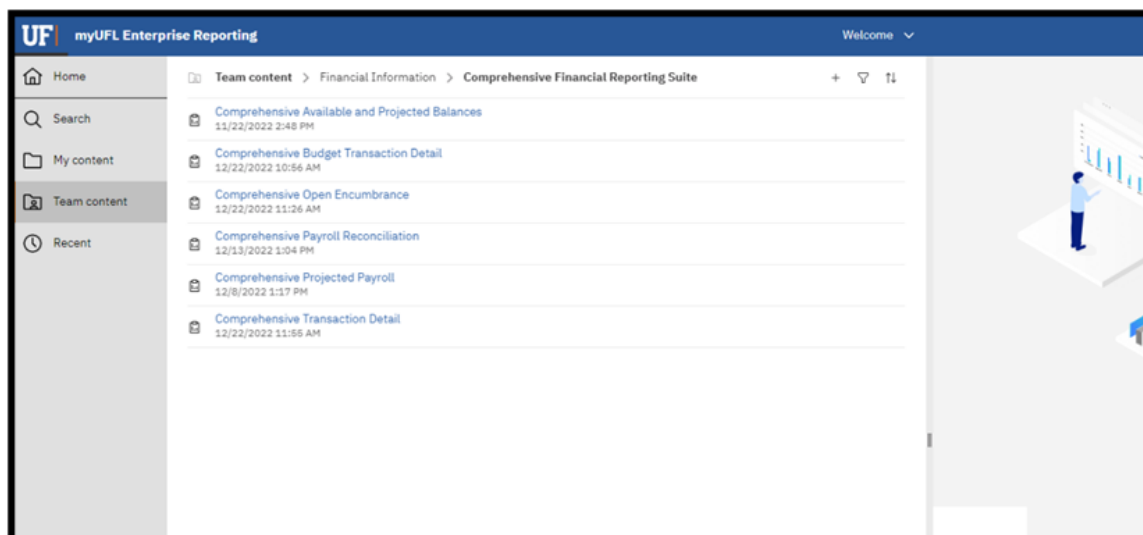 UF myUFL Enterprise Reporting Welcome
Home
Search
My content
Team content
Recent
Team content > Financial Information > Comprehensive Financial Reporting Suite
Comprehensive Available and Projected Balances
11/22/2022 2:48 PM
Comprehensive Budget Transaction Detail
12/22/2022 10:56 AM
Comprehensive Open Encumbrance
12/22/2022 11:26 AM
Comprehensive Payroll Reconciliation
12/13/2022 1:04 PM
Comprehensive Projected Payroll
12/8/2022 1:17 PM
Comprehensive Transaction Detail
12/22/2022 11:55 AM